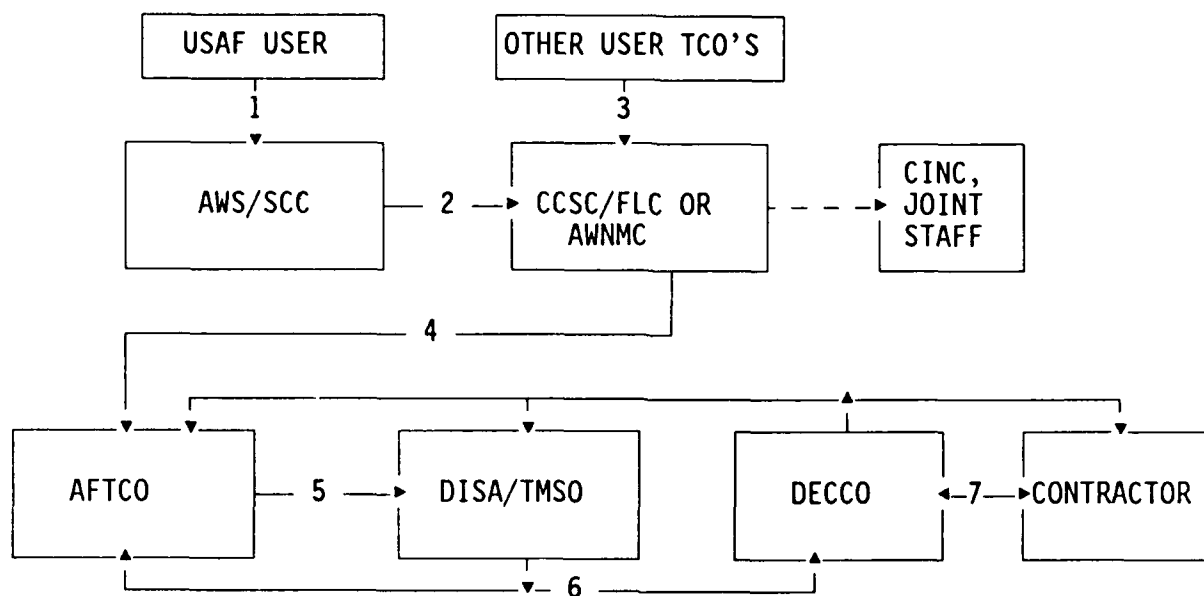 USAF USER
OTHER USER TCO'S
1
3
AWS/SCC
2
CCSC/FLC OR
AWNMC
CINC,
JOINT
STAFF
4
AFTCO
5
DISA/TMSO
DECCO
7
CONTRACTOR
6